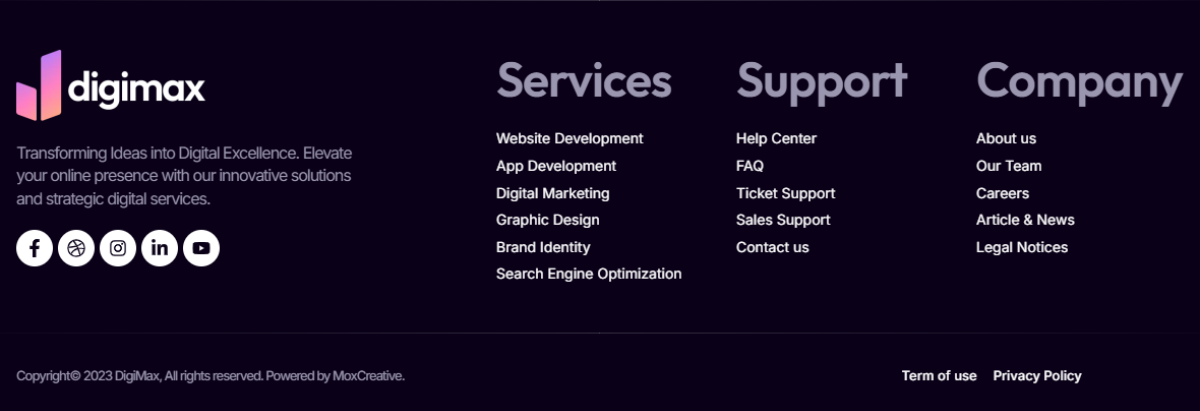 digimax
Transforming Ideas into Digital Excellence. Elevate
your online presence with our innovative solutions
and strategic digital services.
Services
Website Development
App Development
Digital Marketing
Graphic Design
Brand Identity
Search Engine Optimization
Support
Help Center
FAQ
Ticket Support
Sales Support
Contact us
Company
About us
Our Team
Careers
Article & News
Legal Notices
Copyright© 2023 DigiMax, All rights reserved. Powered by MoxCreative.
Term of use
Privacy Policy